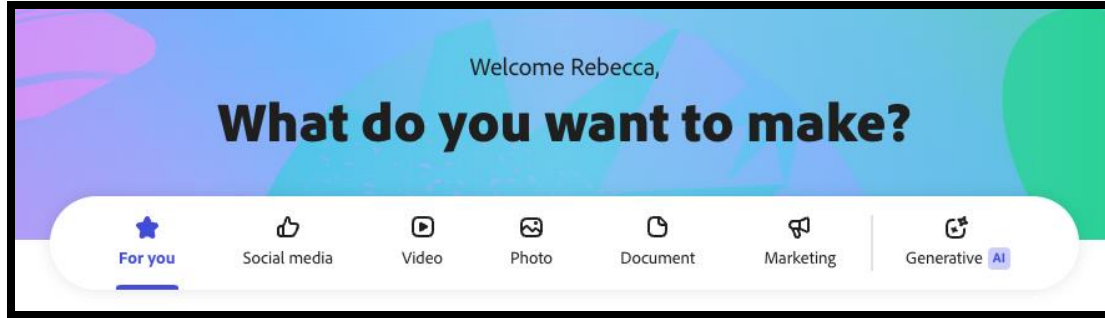 Welcome Rebecca,
What do you want to make?
For you Social media Video Photo Document Marketing Generative AI